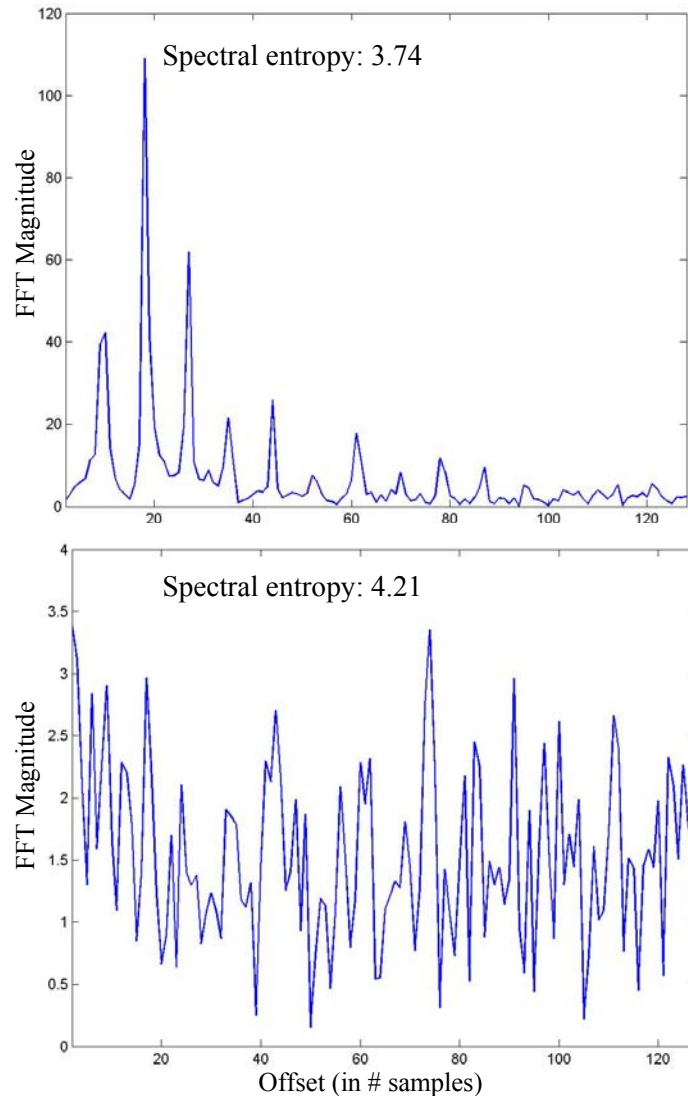 120
Spectral entropy: 3.74
100
80
FFT Magnitude
60
40
20
0
20 40 60 80 100 120
4
Spectral entropy: 4.21
3.5
3
2.5
FFT Magnitude
2
1.5
1
0.5
0
20 40 60 80 100 120
Offset (in # samples)